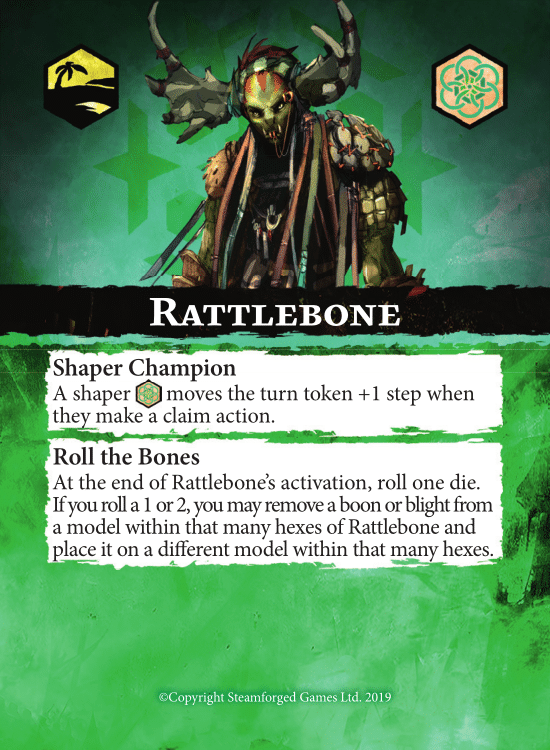 RATTLEBONE
Shaper Champion
A shaper moves the turn token +1 step when
they make a claim action.
Roll the Bones
At the end of Rattlebone's activation, roll one die.
If you roll a 1 or 2, you may remove a boon or blight from
a model within that many hexes of Rattlebone and
place it on a different model within that many hexes.
©Copyright Steamforged Games Ltd. 2019